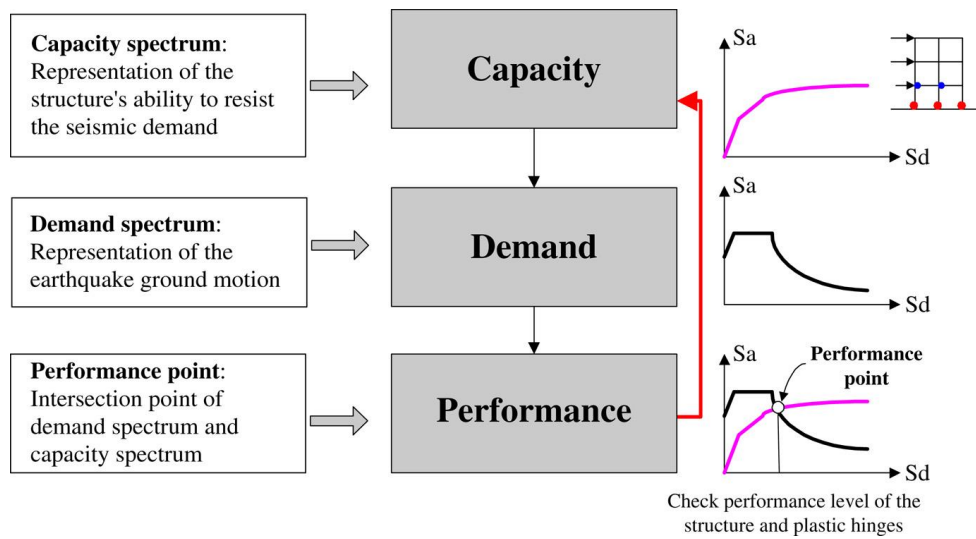 Capacity spectrum:
Representation of the
structure's ability to resist
the seismic demand
Capacity
Sa
Sd
Demand spectrum:
Representation of the
earthquake ground motion
Demand
Sa
Sd
Performance point:
Intersection point of
demand spectrum and
capacity spectrum
Performance
Sa
Performance
point
Sd
Check performance level of the
structure and plastic hinges